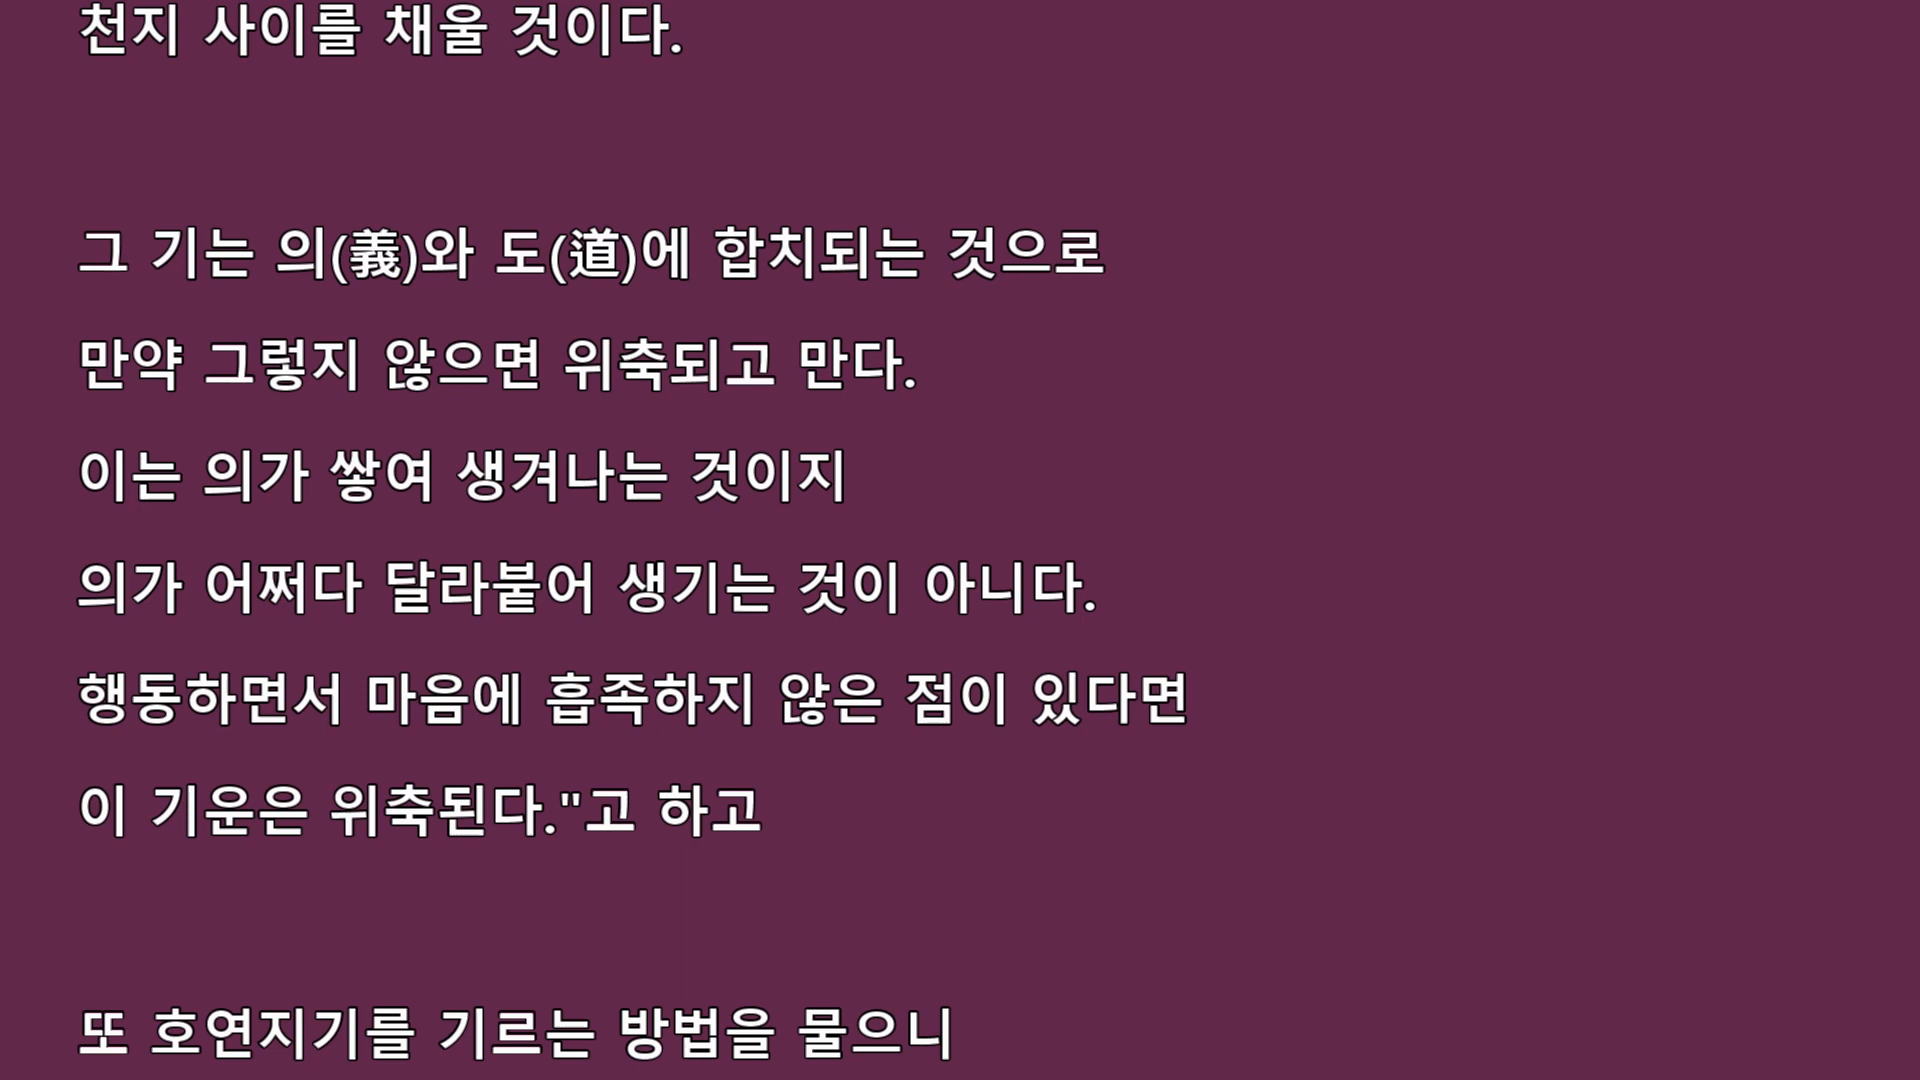 천지 사이를 채울 것이다.
그 기는 의(義)와 도(道)에 합치되는 것으로
만약 그렇지 않으면 위축되고 만다.
이는 의가 쌓여 생겨나는 것이지
의가 어쩌다 달라붙어 생기는 것이 아니다.
행동하면서 마음에 흡족하지 않은 점이 있다면
이 기운은 위축된다."고 하고
또 호연지기를 기르는 방법을 물으니